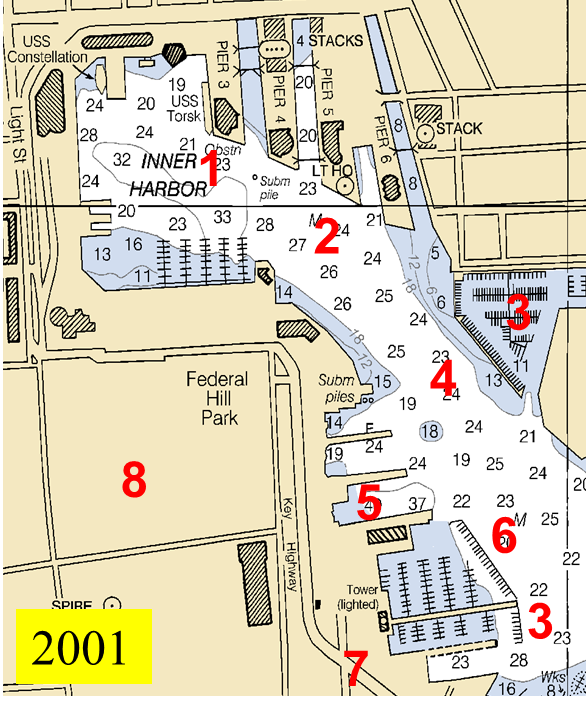 USS
Constellation
4 STACKS
PIER 3
PIER 4
PIER 5
PIER 6
Light St
19
USS
Torsk
24
20
20
8
STACK
28
24
21
Obstn
23
1
32
INNER
HARBOR
20
LT HO
8
24
Subm
pile
23
20
23
33
28
M
24
2
21
13
16
27
24
5
11
26
12
18
6
6
14
26
25
24
3
18
12
25
23
4
24
13
11
Federal
Hill
Park
Subm
piles
15
19
14
F
24
18
24
21
19
24
19
25
24
20
8
5
37
22
23
M
25
6
Key Highway
22
Tower
(lighted)
22
SPIRE
3
23
2001
7
23
28
Wks
16
8